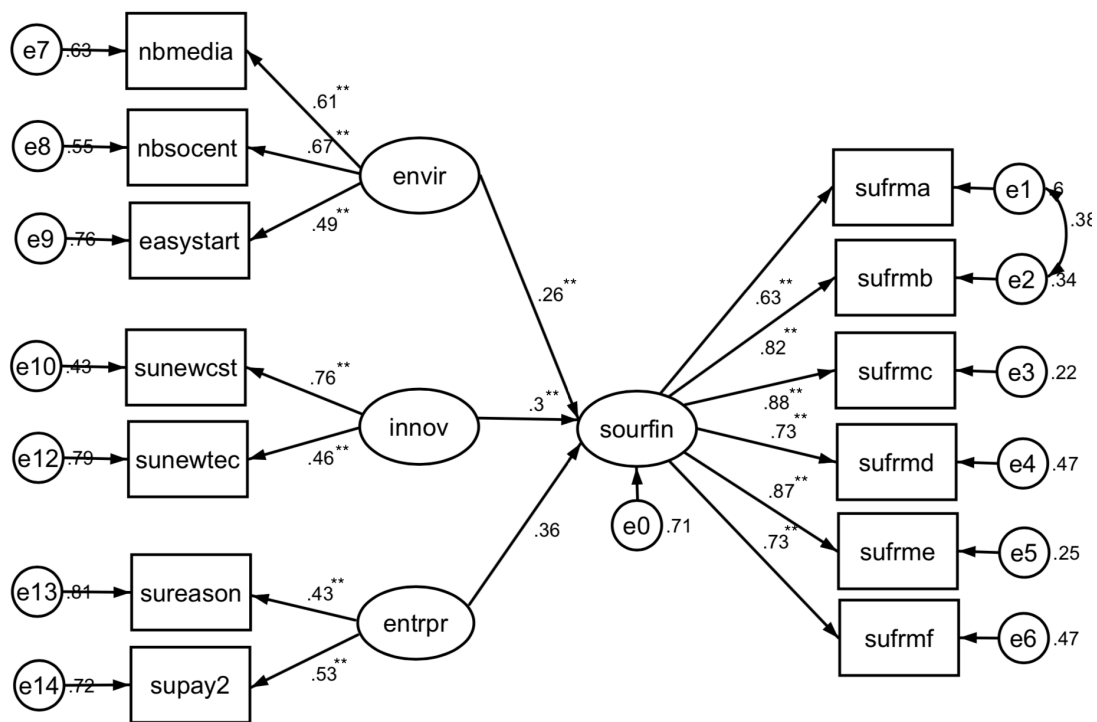 e7 .63 nbmedia
.61**
e8 .55 nbsocent
.67**
envir
e9 .76 easystart
.49**
.26**
e10 .43 sunewcst
.76**
innov
.3**
e12 .79 sunewtec
.46**
e13 .81 sureason
.43**
entrpr
.36
e14 .72 supay2
.53**
sourfin
e0 .71
.63**
sufrma
e1 .6
.38
.82**
sufrmb
e2 .34
.88**
sufrmc
e3 .22
.73**
sufrmd
e4 .47
.87**
sufrme
e5 .25
.73**
sufrmf
e6 .47